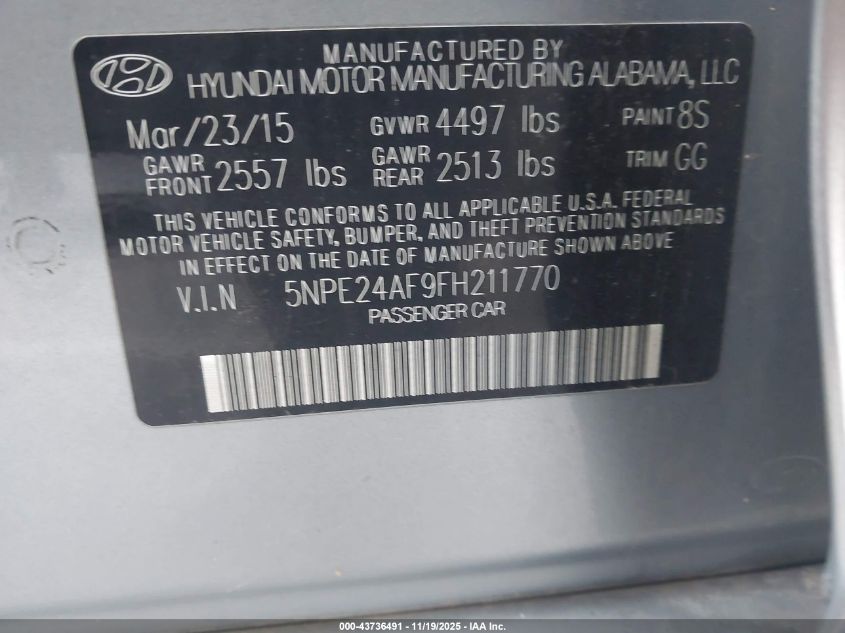 MANUFACTURED BY
HYUNDAI MOTOR MANUFACTURING ALABAMA, LLC
Mar/23/15 GVWR 4497 lbs PAINT 8S
GAWR FRONT 2557 lbs GAWR REAR 2513 lbs TRIM GG
THIS VEHICLE CONFORMS TO ALL APPLICABLE U.S.A. FEDERAL
MOTOR VEHICLE SAFETY, BUMPER, AND THEFT PREVENTION STANDARDS
IN EFFECT ON THE DATE OF MANUFACTURE SHOWN ABOVE
V.I.N 5NPE24AF9FH211770
PASSENGER CAR
000-43736491 - 11/19/2025 - IAA Inc.